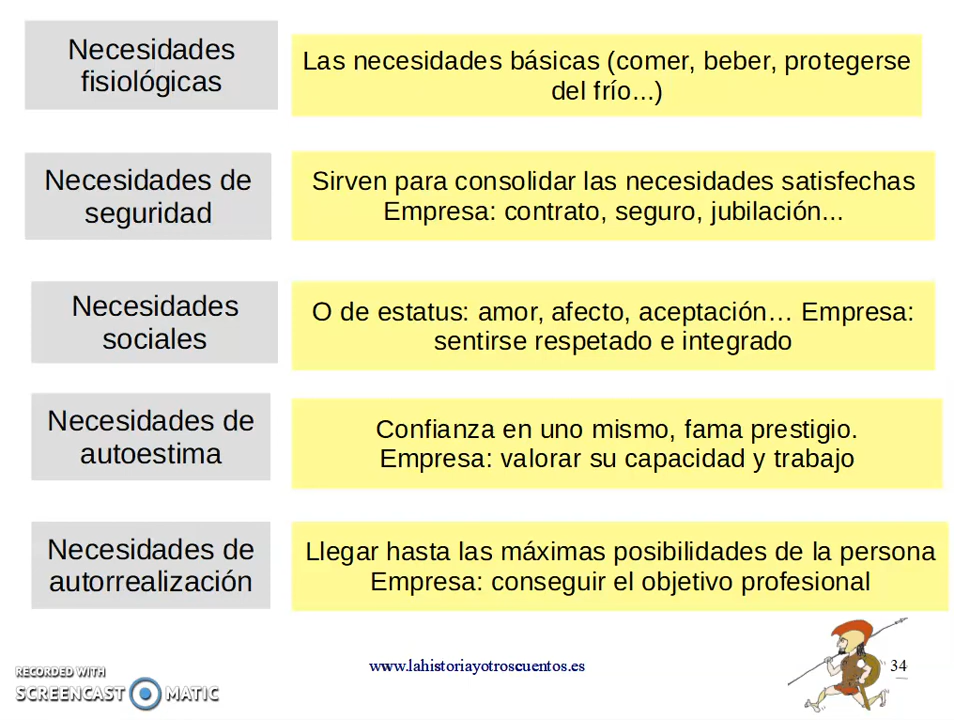 Necesidades
fisiológicas
Las necesidades básicas (comer, beber, protegerse
del frío...)
Necesidades de
seguridad
Sirven para consolidar las necesidades satisfechas
Empresa: contrato, seguro, jubilación...
Necesidades
sociales
O de estatus: amor, afecto, aceptación… Empresa:
sentirse respetado e integrado
Necesidades de
autoestima
Confianza en uno mismo, fama prestigio.
Empresa: valorar su capacidad y trabajo
Necesidades de
autorrealización
Llegar hasta las máximas posibilidades de la persona
Empresa: conseguir el objetivo profesional
RECORDED WITH
SCREENCAST MATIC
www.lahistoriayotroscuentos.es
34